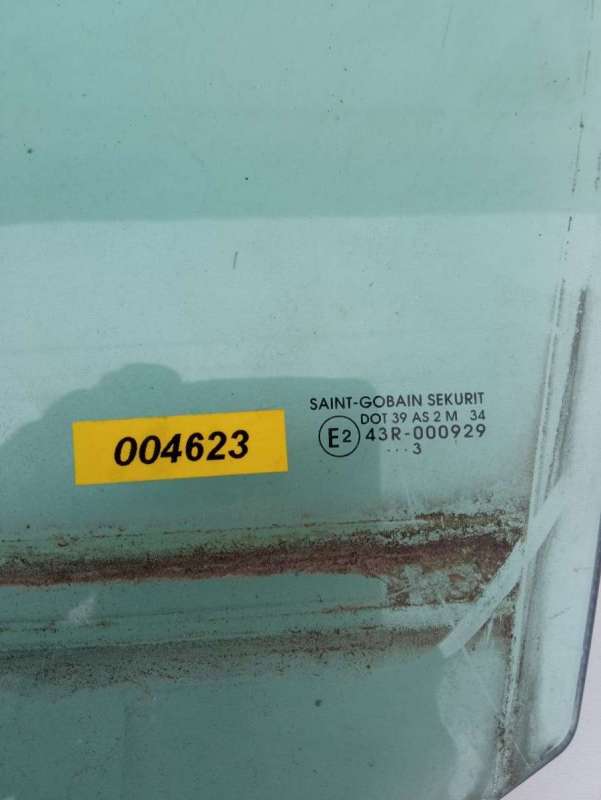 SAINT-GOBAIN SEKURIT
DOT 39 AS 2 M 34
E2 43R-000929
··· 3
004623